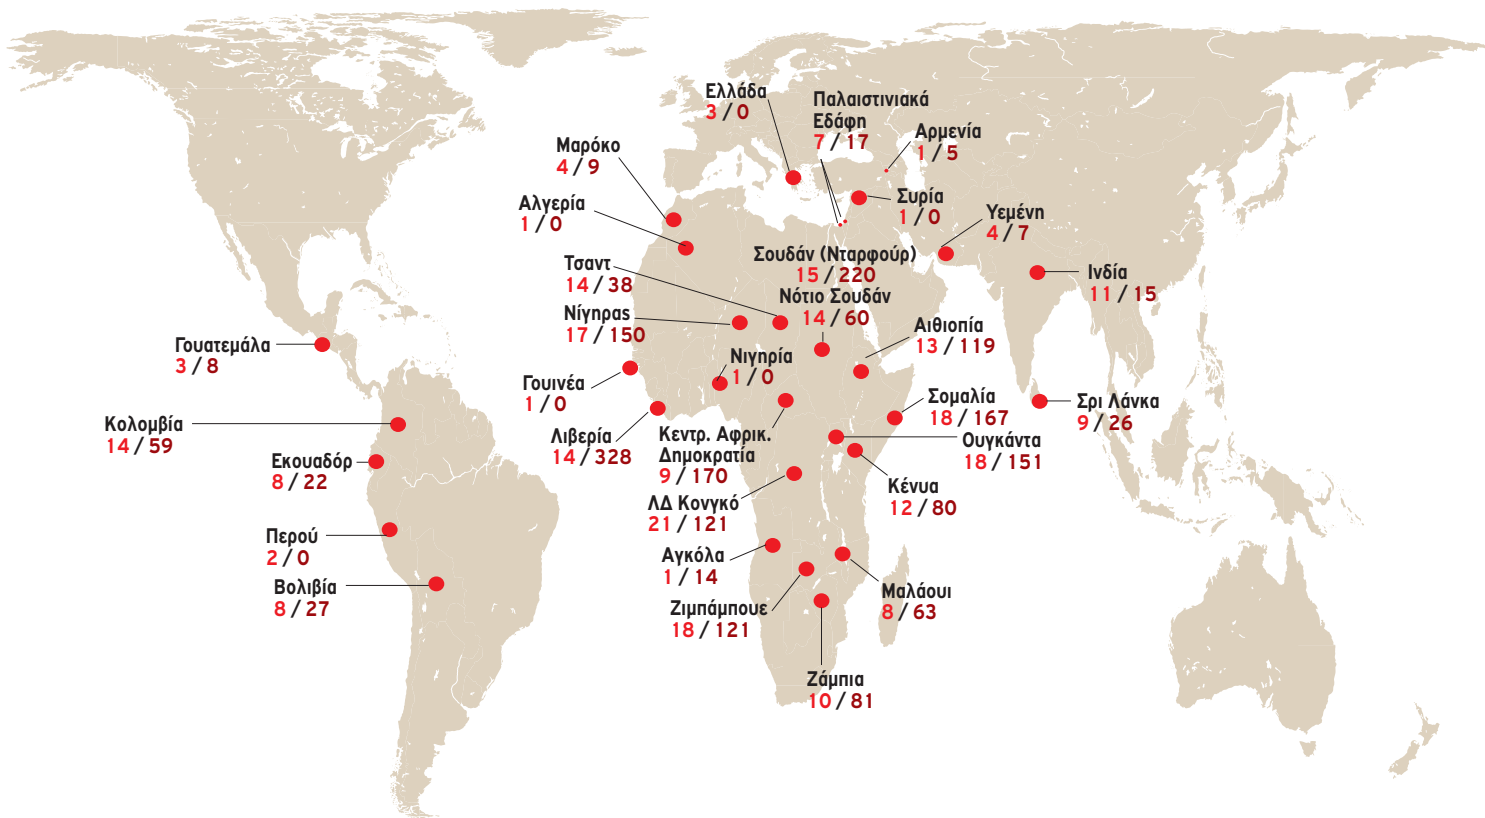 Ελλάδα
3 / 0
Παλαιστινιακά
Εδάφη
7 / 17
Αρμενία
1 / 5
Μαρόκο
4 / 9
Αλγερία
1 / 0
Συρία
1 / 0
Υεμένη
4 / 7
Τσαντ
14 / 38
Σουδάν (Νταρφούρ)
15 / 220
Ινδία
11 / 15
Νίγηρας
17 / 150
Νότιο Σουδάν
14 / 60
Αιθιοπία
13 / 119
Γουατεμάλα
3 / 8
Νιγηρία
1 / 0
Γουινέα
1 / 0
Σομαλία
18 / 167
Σρι Λάνκα
9 / 26
Κολομβία
14 / 59
Λιβερία
14 / 328
Κεντρ. Αφρικ.
Δημοκρατία
9 / 170
Ουγκάντα
18 / 151
Εκουαδόρ
8 / 22
Κένυα
12 / 80
ΛΔ Κονγκό
21 / 121
Περού
2 / 0
Αγκόλα
1 / 14
Βολιβία
8 / 27
Μαλάουι
8 / 63
Ζιμπάμπουε
18 / 121
Ζάμπια
10 / 81